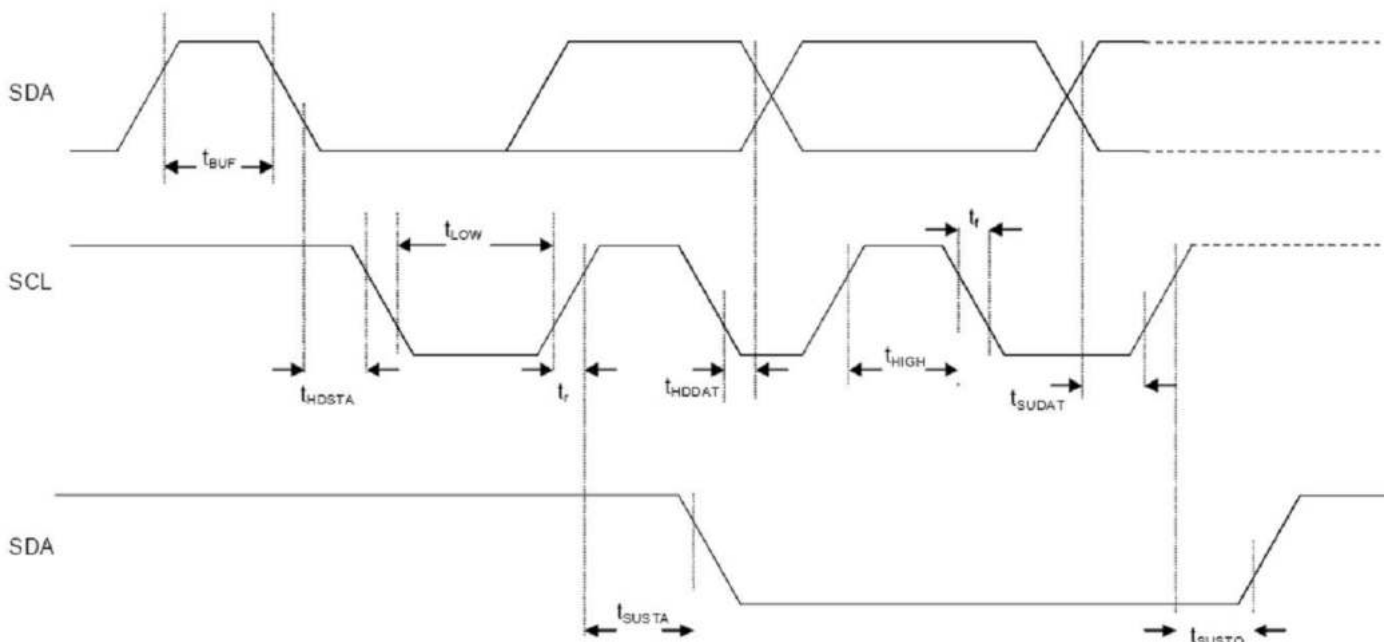 SDA
tBUF
tLOW
tf
SCL
tHDSTA
tr
tHDDAT
tHIGH
tSUDAT
SDA
tSUSTA
tSUSTO